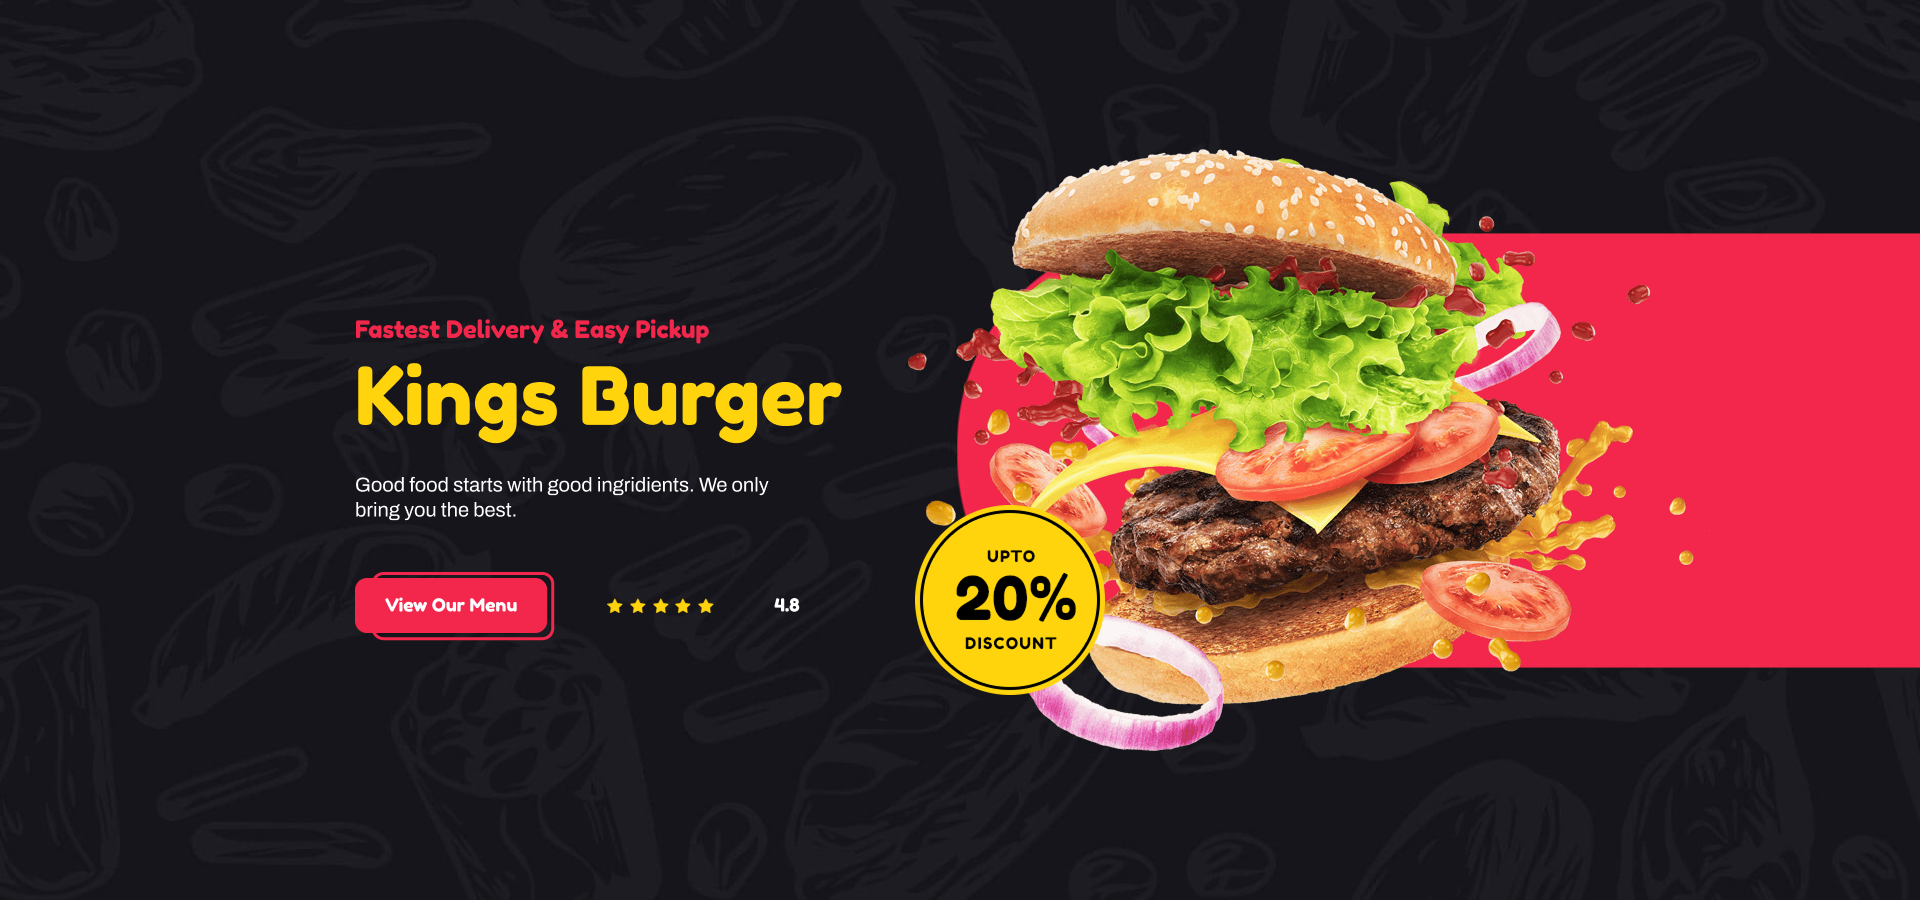 Fastest Delivery & Easy Pickup
Kings Burger
Good food starts with good ingridients. We only
bring you the best.
View Our Menu
4.8
UPTO
20%
DISCOUNT